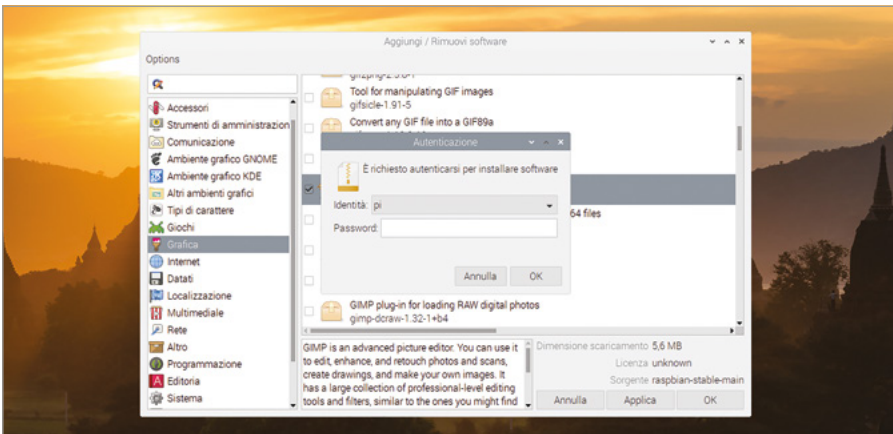 Aggiungi / Rimuovi software
Options
Tool for manipulating GIF images
gifsicle-1.91-5
Convert any GIF file into a GIF89a
Autenticazione
È richiesto autenticarsi per installare software
Identità: pi
Password:
Annulla OK
64 files
GIMP plug-in for loading RAW digital photos
gimp-dcraw-1.32-1+b4
Accessori
Strumenti di amministrazion
Comunicazione
Ambiente grafico GNOME
Ambiente grafico KDE
Altri ambienti grafici
Tipi di carattere
Giochi
Grafica
Internet
Datati
Localizzazione
Multimediale
Rete
Altro
Programmazione
Editoria
Sistema
GIMP is an advanced picture editor. You can use it
to edit, enhance, and retouch photos and scans,
create drawings, and make your own images. It
has a large collection of professional-level editing
tools and filters, similar to the ones you might find
Dimensione scaricamento 5,6 MB
Licenza unknown
Sorgente raspbian-stable-main
Annulla Applica OK